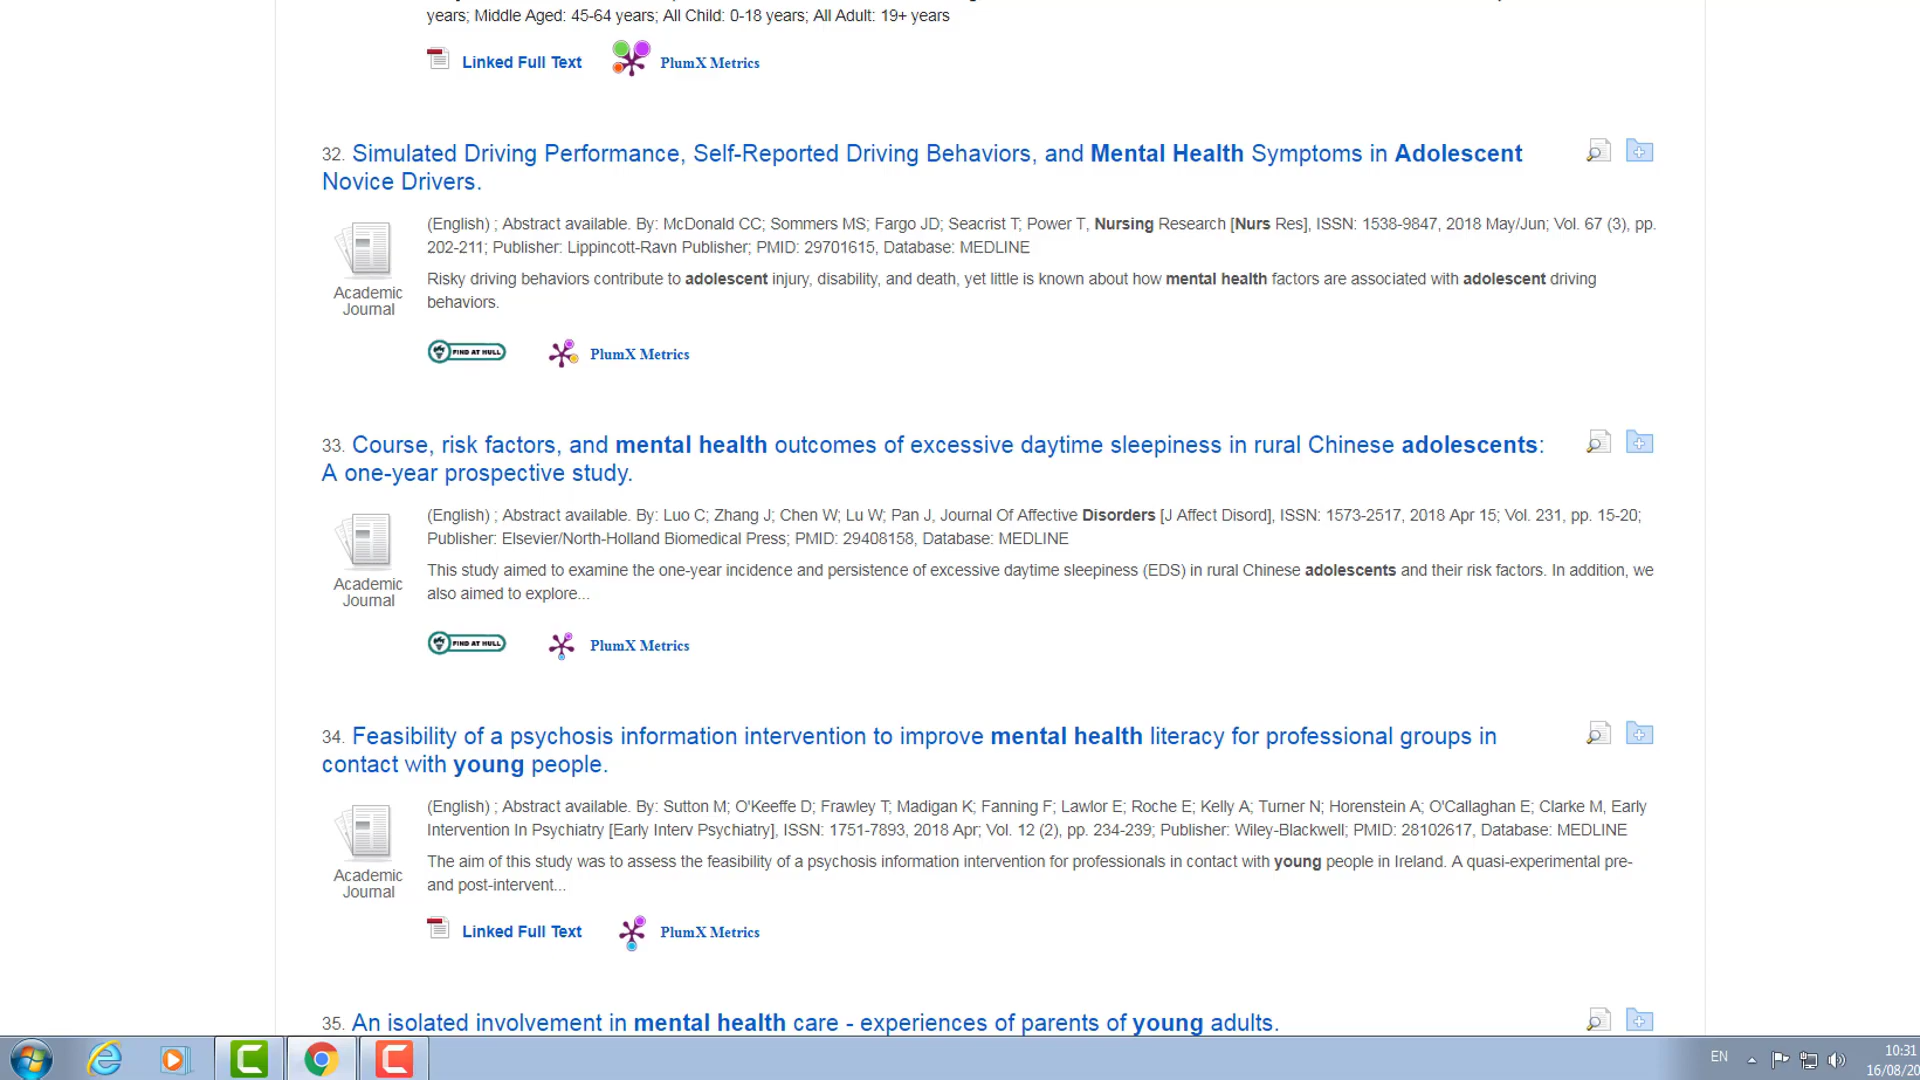 years; Middle Aged: 45-64 years; All Child: 0-18 years; All Adult: 19+ years
Linked Full Text
PlumX Metrics
32. Simulated Driving Performance, Self-Reported Driving Behaviors, and Mental Health Symptoms in Adolescent
Novice Drivers.
(English) ; Abstract available. By: McDonald CC; Sommers MS; Fargo JD; Seacrist T; Power T, Nursing Research [Nurs Res], ISSN: 1538-9847, 2018 May/Jun; Vol. 67 (3), pp.
202-211; Publisher: Lippincott-Ravn Publisher; PMID: 29701615, Database: MEDLINE
Academic
Journal
Risky driving behaviors contribute to adolescent injury, disability, and death, yet little is known about how mental health factors are associated with adolescent driving
behaviors.
FIND AT HULL
PlumX Metrics
33. Course, risk factors, and mental health outcomes of excessive daytime sleepiness in rural Chinese adolescents:
A one-year prospective study.
(English) ; Abstract available. By: Luo C; Zhang J; Chen W; Lu W; Pan J, Journal Of Affective Disorders [J Affect Disord], ISSN: 1573-2517, 2018 Apr 15; Vol. 231, pp. 15-20;
Publisher: Elsevier/North-Holland Biomedical Press; PMID: 29408158, Database: MEDLINE
Academic
Journal
This study aimed to examine the one-year incidence and persistence of excessive daytime sleepiness (EDS) in rural Chinese adolescents and their risk factors. In addition, we
also aimed to explore...
FIND AT HULL
PlumX Metrics
34. Feasibility of a psychosis information intervention to improve mental health literacy for professional groups in
contact with young people.
(English) ; Abstract available. By: Sutton M; O'Keeffe D; Frawley T; Madigan K; Fanning F; Lawlor E; Roche E; Kelly A; Turner N; Horenstein A; O'Callaghan E; Clarke M, Early
Intervention In Psychiatry [Early Interv Psychiatry], ISSN: 1751-7893, 2018 Apr; Vol. 12 (2), pp. 234-239; Publisher: Wiley-Blackwell; PMID: 28102617, Database: MEDLINE
Academic
Journal
The aim of this study was to assess the feasibility of a psychosis information intervention for professionals in contact with young people in Ireland. A quasi-experimental pre-
and post-intervent...
Linked Full Text
PlumX Metrics
35. An isolated involvement in mental health care - experiences of parents of young adults.
EN
10:31
16/08/20